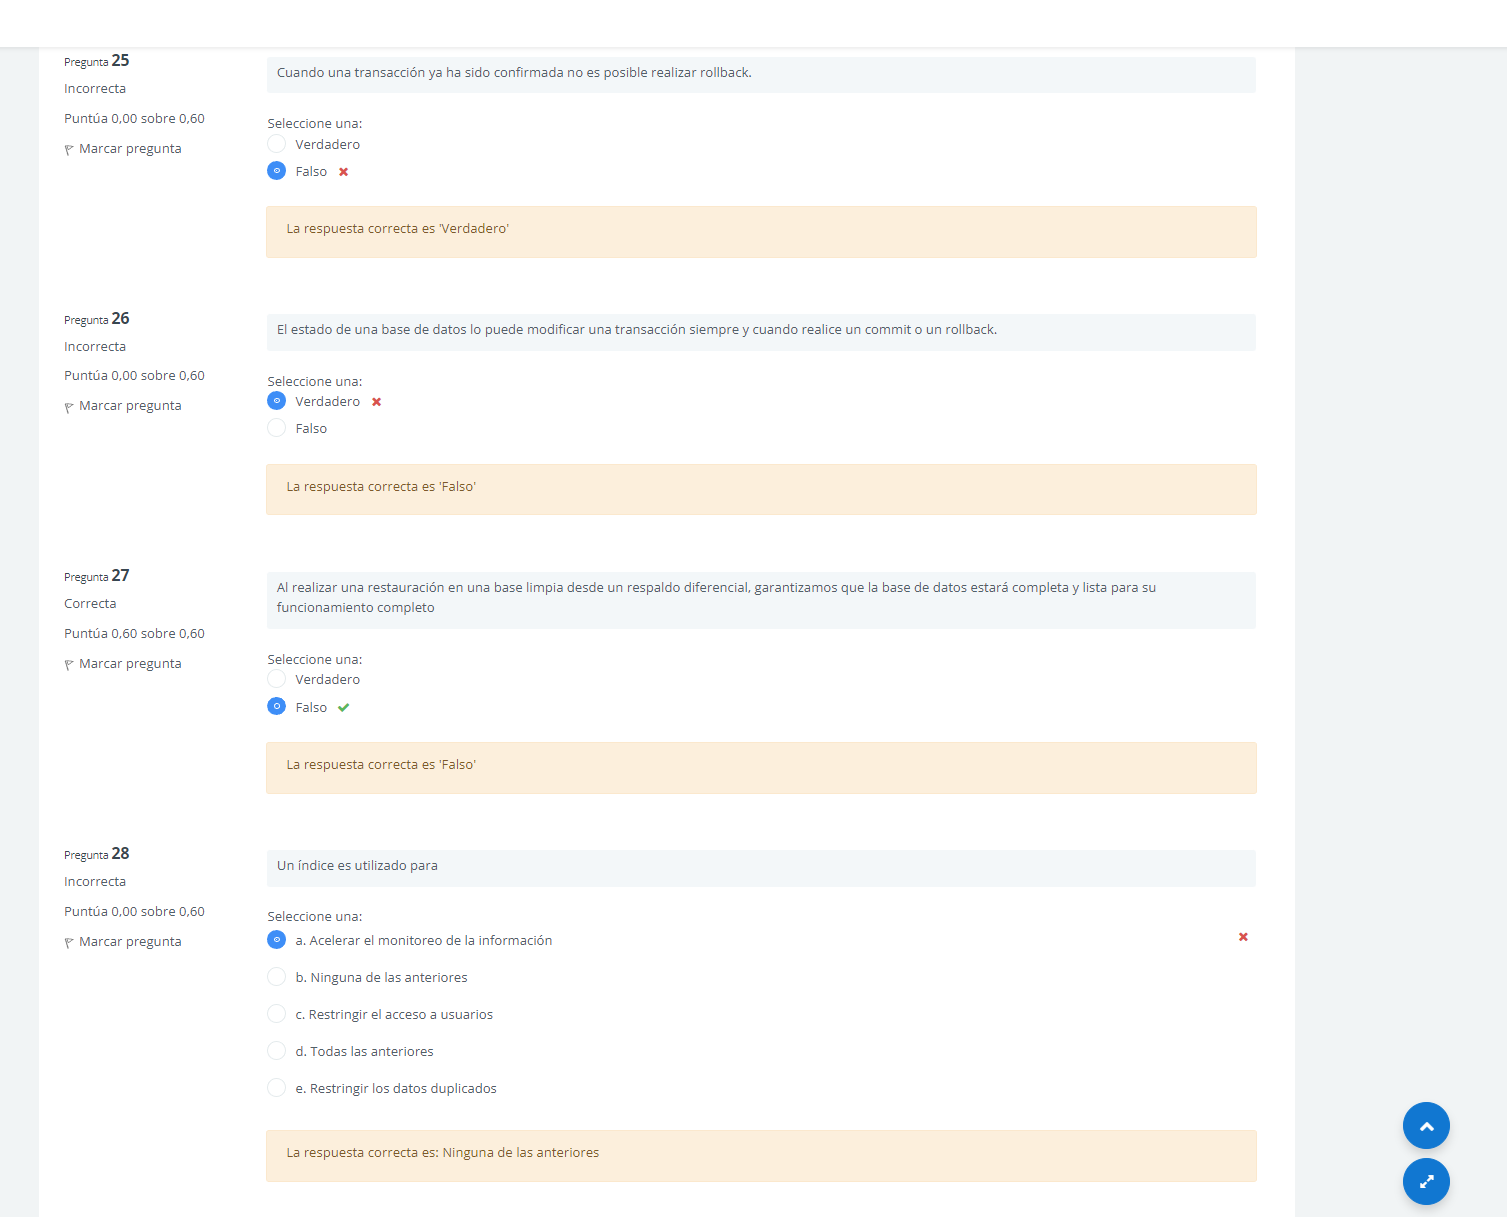 Pregunta 25
Incorrecta
Puntúa 0,00 sobre 0,60
Marcar pregunta
Cuando una transacción ya ha sido confirmada no es posible realizar rollback.
Seleccione una:
Verdadero
Falso
La respuesta correcta es 'Verdadero'
Pregunta 26
Incorrecta
Puntúa 0,00 sobre 0,60
Marcar pregunta
El estado de una base de datos lo puede modificar una transacción siempre y cuando realice un commit o un rollback.
Seleccione una:
Verdadero
Falso
La respuesta correcta es 'Falso'
Pregunta 27
Correcta
Puntúa 0,60 sobre 0,60
Marcar pregunta
Al realizar una restauración en una base limpia desde un respaldo diferencial, garantizamos que la base de datos estará completa y lista para su
funcionamiento completo
Seleccione una:
Verdadero
Falso
La respuesta correcta es 'Falso'
Pregunta 28
Incorrecta
Puntúa 0,00 sobre 0,60
Marcar pregunta
Un índice es utilizado para
Seleccione una:
a. Acelerar el monitoreo de la información
b. Ninguna de las anteriores
c. Restringir el acceso a usuarios
d. Todas las anteriores
e. Restringir los datos duplicados
La respuesta correcta es: Ninguna de las anteriores